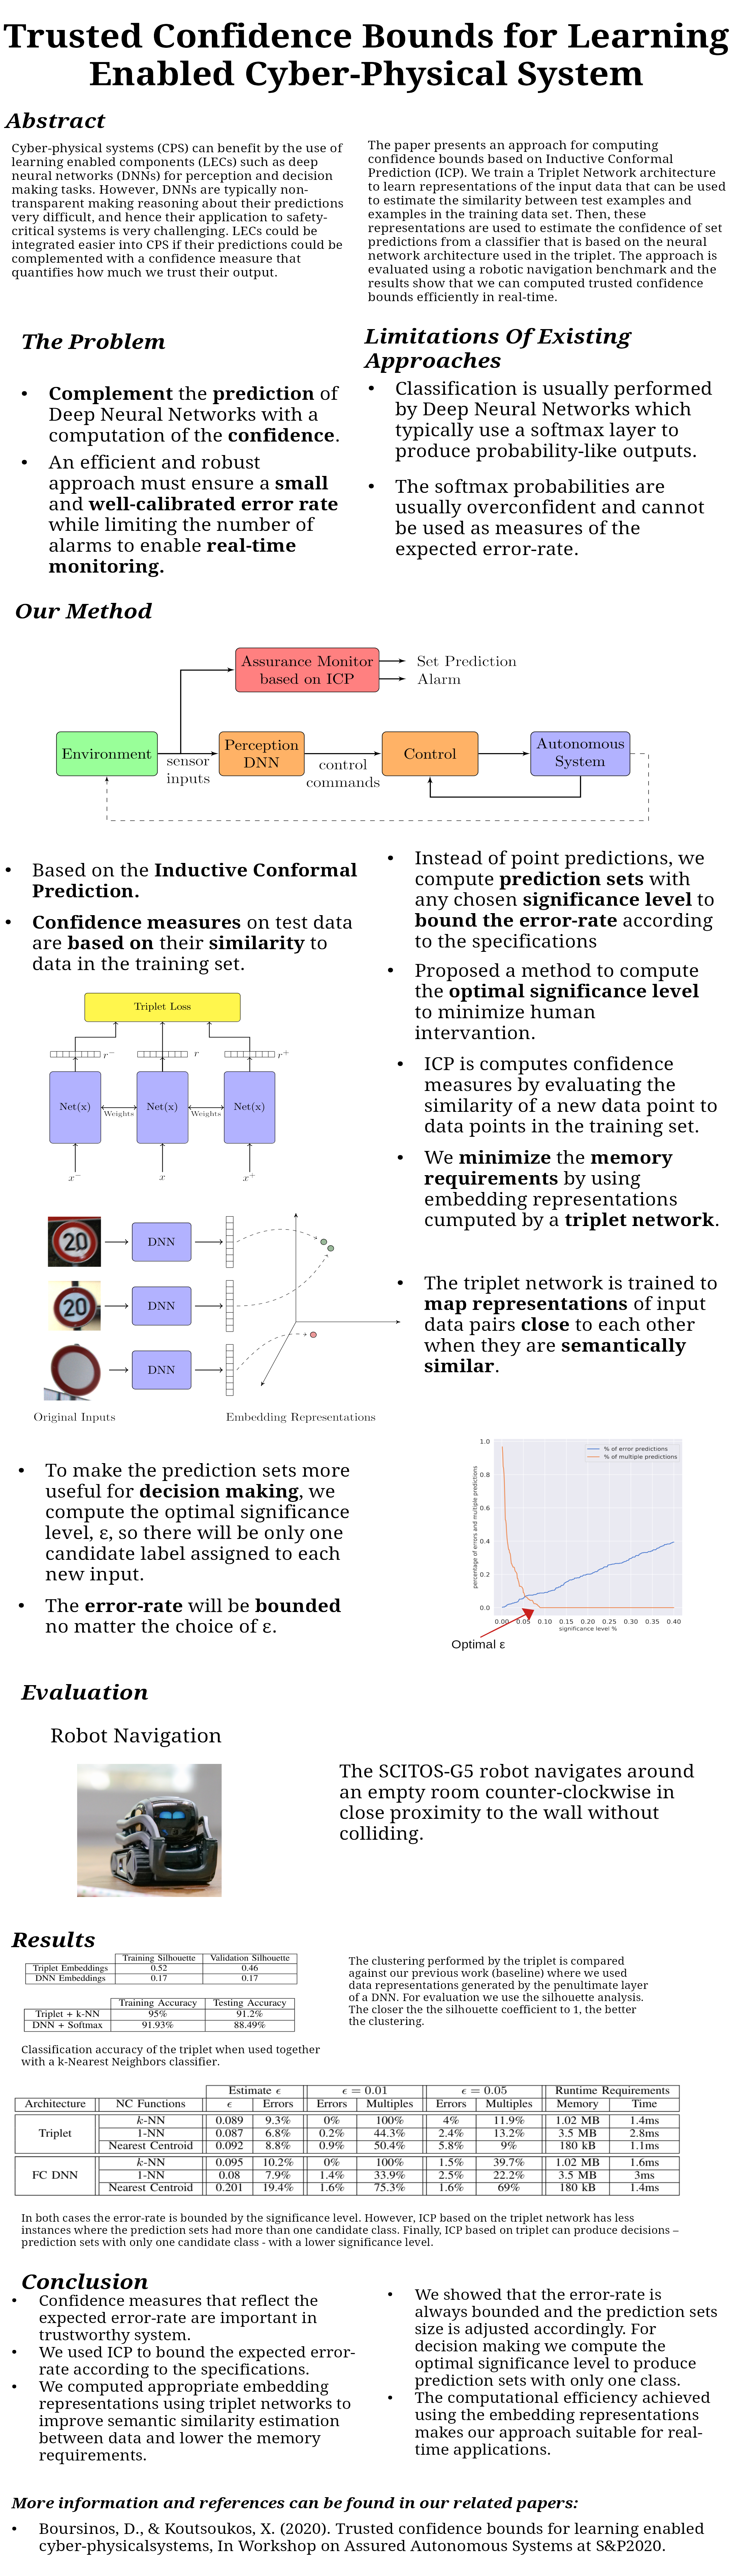 Trusted Confidence Bounds for Learning
Enabled Cyber-Physical System
Abstract
Cyber-physical systems (CPS) can benefit by the use of
learning enabled components (LECs) such as deep
neural networks (DNNs) for perception and decision
making tasks. However, DNNs are typically non-
transparent making reasoning about their predictions
very difficult, and hence their application to safety-
critical systems is very challenging. LECs could be
integrated easier into CPS if their predictions could be
complemented with a confidence measure that
quantifies how much we trust their output.
The paper presents an approach for computing
confidence bounds based on Inductive Conformal
Prediction (ICP). We train a Triplet Network architecture
to learn representations of the input data that can be used
to estimate the similarity between test examples and
examples in the training data set. Then, these
representations are used to estimate the confidence of set
predictions from a classifier that is based on the neural
network architecture used in the triplet. The approach is
evaluated using a robotic navigation benchmark and the
results show that we can computed trusted confidence
bounds efficiently in real-time.
The Problem
• Complement the prediction of
Deep Neural Networks with a
computation of the confidence.
• An efficient and robust
approach must ensure a small
and well-calibrated error rate
while limiting the number of
alarms to enable real-time
monitoring.
Limitations Of Existing
Approaches
• Classification is usually performed
by Deep Neural Networks which
typically use a softmax layer to
produce probability-like outputs.
• The softmax probabilities are
usually overconfident and cannot
be used as measures of the
expected error-rate.
Our Method
Assurance Monitor
based on ICP
Set Prediction
Alarm
Environment
sensor
inputs
Perception
DNN
control
commands
Control
Autonomous
System
• Based on the Inductive Conformal
Prediction.
• Confidence measures on test data
are based on their similarity to
data in the training set.
Triplet Loss
r⁻ r r⁺
Net(x) Weights Net(x) Weights Net(x)
x⁻ x x⁺
20 DNN
20 DNN
DNN
Original Inputs Embedding Representations
• Instead of point predictions, we
compute prediction sets with
any chosen significance level to
bound the error-rate according
to the specifications
• Proposed a method to compute
the optimal significance level
to minimize human
intervantion.
• ICP is computes confidence
measures by evaluating the
similarity of a new data point to
data points in the training set.
• We minimize the memory
requirements by using
embedding representations
cumputed by a triplet network.
• The triplet network is trained to
map representations of input
data pairs close to each other
when they are semantically
similar.
• To make the prediction sets more
useful for decision making, we
compute the optimal significance
level, ε, so there will be only one
candidate label assigned to each
new input.
• The error-rate will be bounded
no matter the choice of ε.
% of error predictions
% of multiple predictions
percentage of errors and multiple predictions
1.0
0.8
0.6
0.4
0.2
0.0
0.00 0.05 0.10 0.15 0.20 0.25 0.30 0.35 0.40
significance level %
Optimal ε
Evaluation
Robot Navigation
The SCITOS-G5 robot navigates around
an empty room counter-clockwise in
close proximity to the wall without
colliding.
Results
Training Silhouette Validation Silhouette
Triplet Embeddings 0.52 0.46
DNN Embeddings 0.17 0.17
Training Accuracy Testing Accuracy
Triplet + k-NN 95% 91.2%
DNN + Softmax 91.93% 88.49%
Classification accuracy of the triplet when used together
with a k-Nearest Neighbors classifier.
The clustering performed by the triplet is compared
against our previous work (baseline) where we used
data representations generated by the penultimate layer
of a DNN. For evaluation we use the silhouette analysis.
The closer the the silhouette coefficient to 1, the better
the clustering.
Estimate ϵ ϵ = 0.01 ϵ = 0.05 Runtime Requirements
Architecture NC Functions ϵ Errors Errors Multiples Errors Multiples Memory Time
Triplet
k-NN 0.089 9.3% 0% 100% 4% 11.9% 1.02 MB 1.4ms
1-NN 0.087 6.8% 0.2% 44.3% 2.4% 13.2% 3.5 MB 2.8ms
Nearest Centroid 0.092 8.8% 0.9% 50.4% 5.8% 9% 180 kB 1.1ms
FC DNN
k-NN 0.095 10.2% 0% 100% 1.5% 39.7% 1.02 MB 1.6ms
1-NN 0.08 7.9% 1.4% 33.9% 2.5% 22.2% 3.5 MB 3ms
Nearest Centroid 0.201 19.4% 1.6% 75.3% 1.6% 69% 180 kB 1.4ms
In both cases the error-rate is bounded by the significance level. However, ICP based on the triplet network has less
instances where the prediction sets had more than one candidate class. Finally, ICP based on triplet can produce decisions –
prediction sets with only one candidate class - with a lower significance level.
Conclusion
• Confidence measures that reflect the
expected error-rate are important in
trustworthy system.
• We used ICP to bound the expected error-
rate according to the specifications.
• We computed appropriate embedding
representations using triplet networks to
improve semantic similarity estimation
between data and lower the memory
requirements.
• We showed that the error-rate is
always bounded and the prediction sets
size is adjusted accordingly. For
decision making we compute the
optimal significance level to produce
prediction sets with only one class.
• The computational efficiency achieved
using the embedding representations
makes our approach suitable for real-
time applications.
More information and references can be found in our related papers:
• Boursinos, D., & Koutsoukos, X. (2020). Trusted confidence bounds for learning enabled
cyber-physicalsystems, In Workshop on Assured Autonomous Systems at S&P2020.